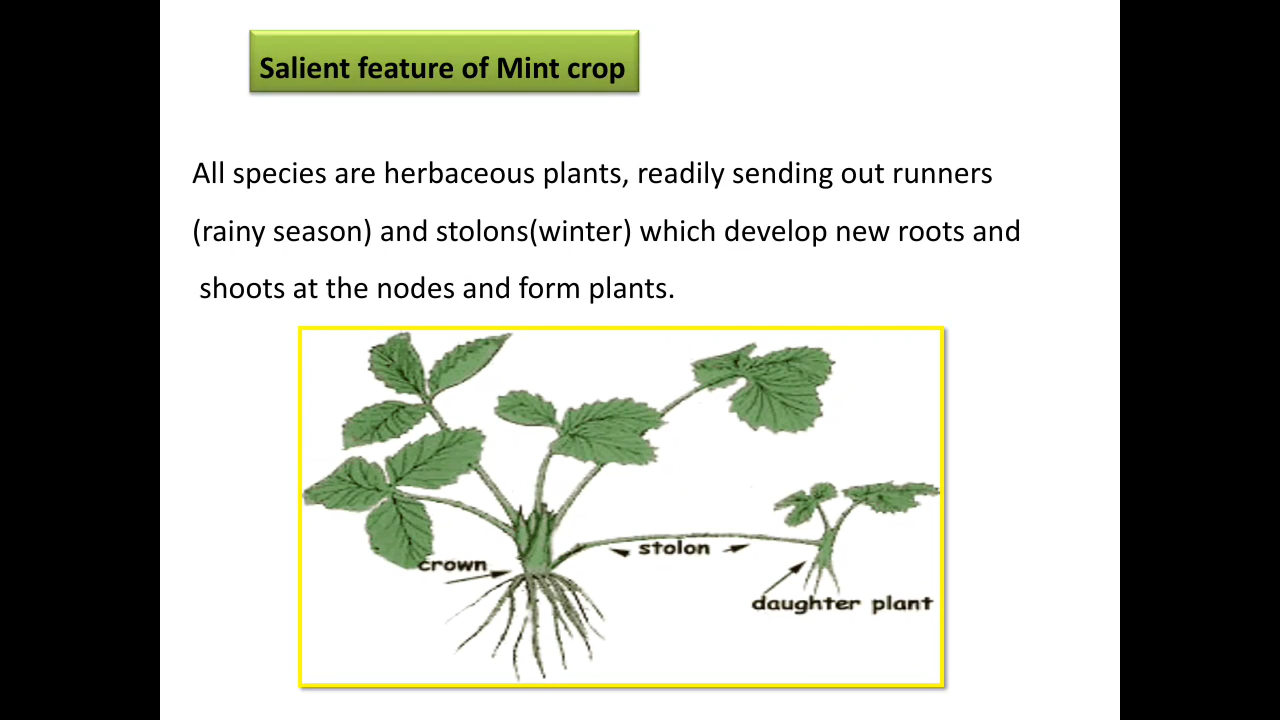 Salient feature of Mint crop
All species are herbaceous plants, readily sending out runners
(rainy season) and stolons(winter) which develop new roots and
shoots at the nodes and form plants.
stolon
crown
daughter plant